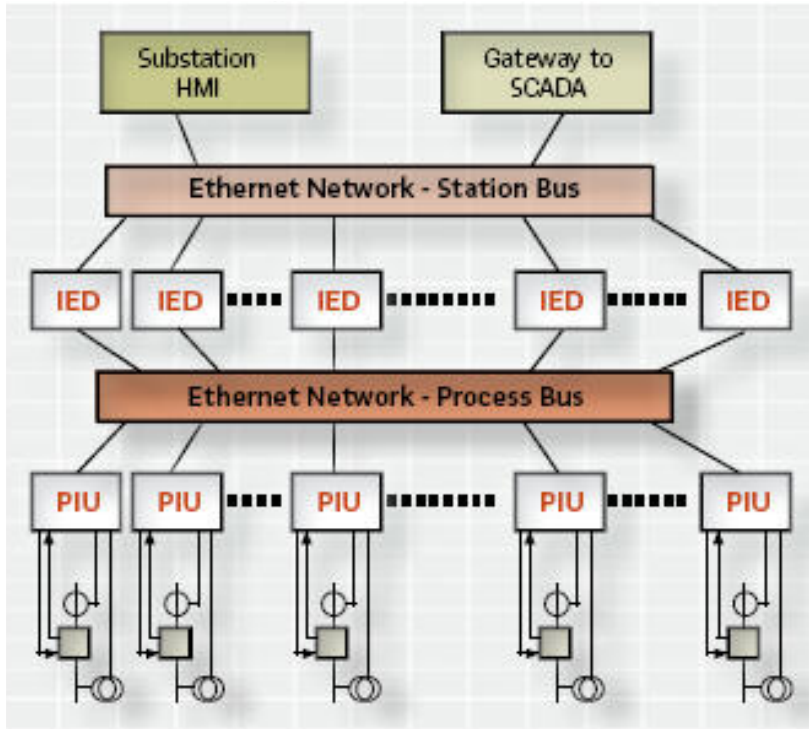 Substation
HMI
Gateway to
SCADA
Ethernet Network - Station Bus
IED IED IED IED IED
Ethernet Network - Process Bus
PIU PIU PIU PIU PIU